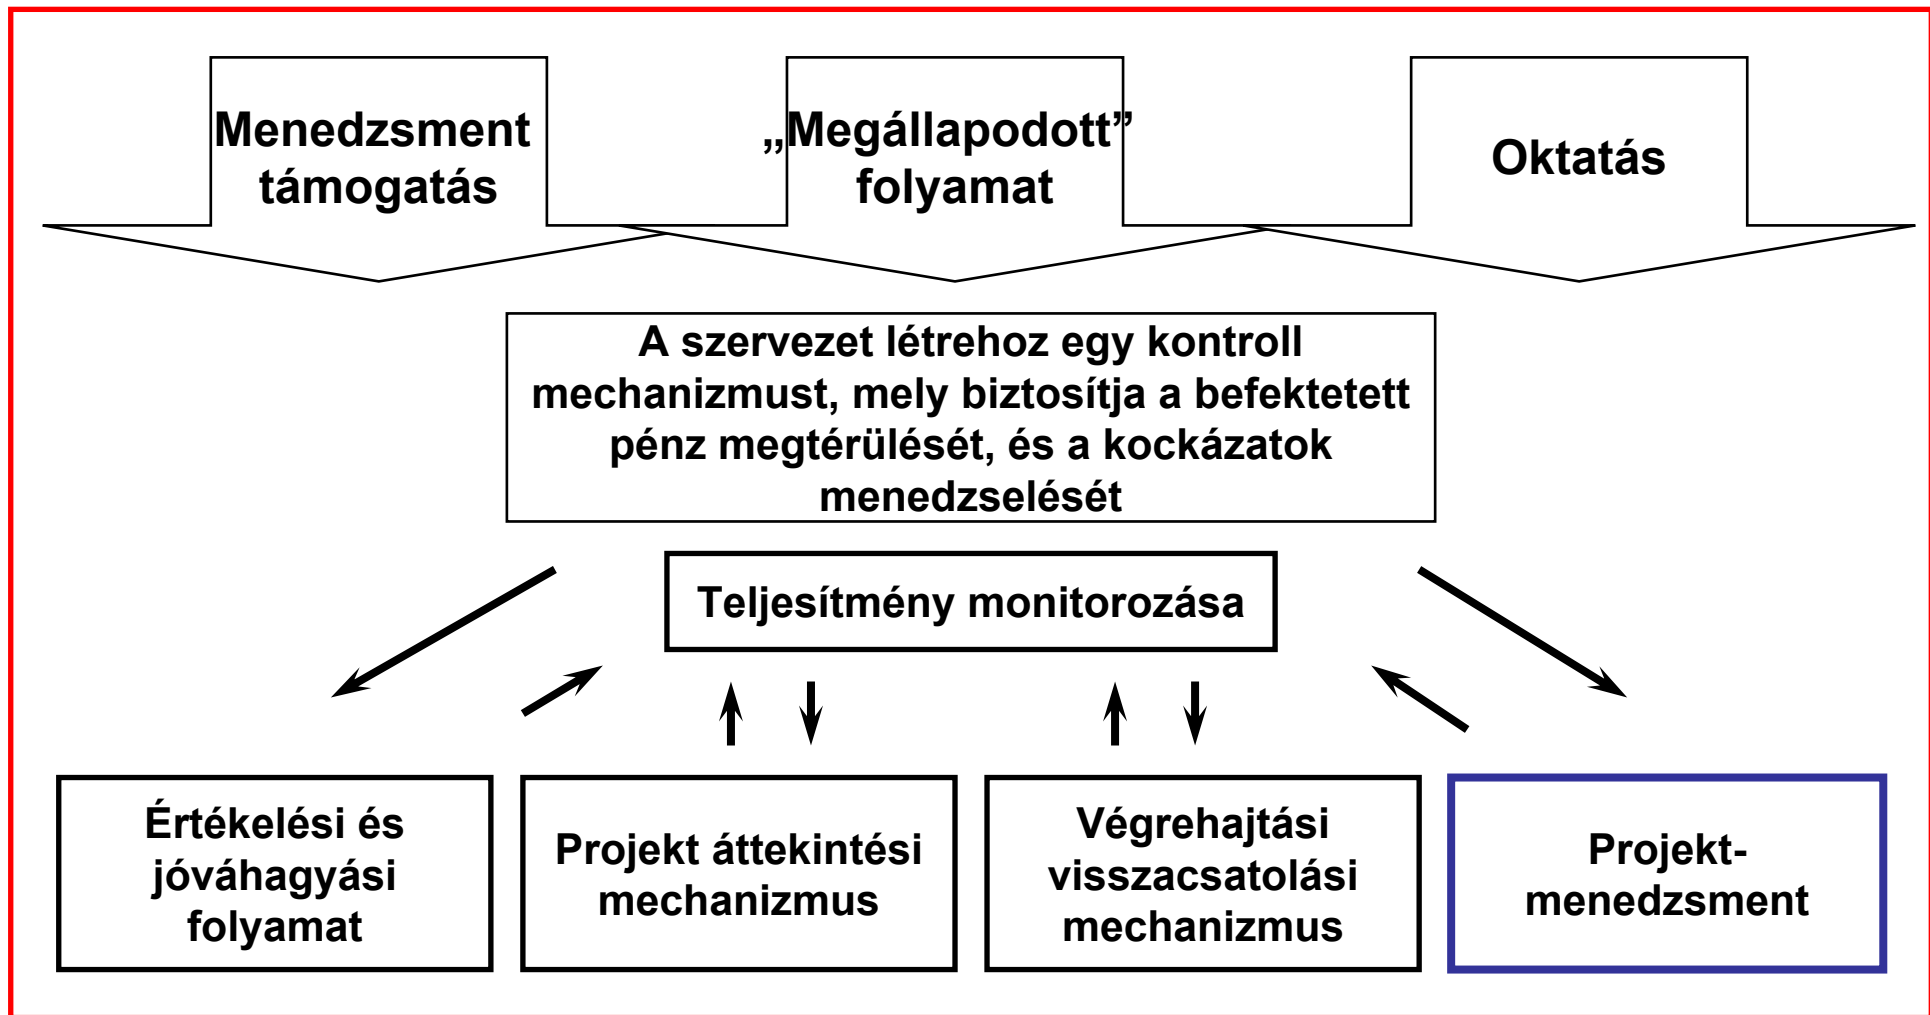 Menedzsment
támogatás
„Megállapodott”
folyamat
Oktatás
A szervezet létrehoz egy kontroll
mechanizmust, mely biztosítja a befektetett
pénz megtérülését, és a kockázatok
menedzselését
Teljesítmény monitorozása
Értékelési és
jóváhagyási
folyamat
Projekt áttekintési
mechanizmus
Végrehajtási
visszacsatolási
mechanizmus
Projekt-
menedzsment